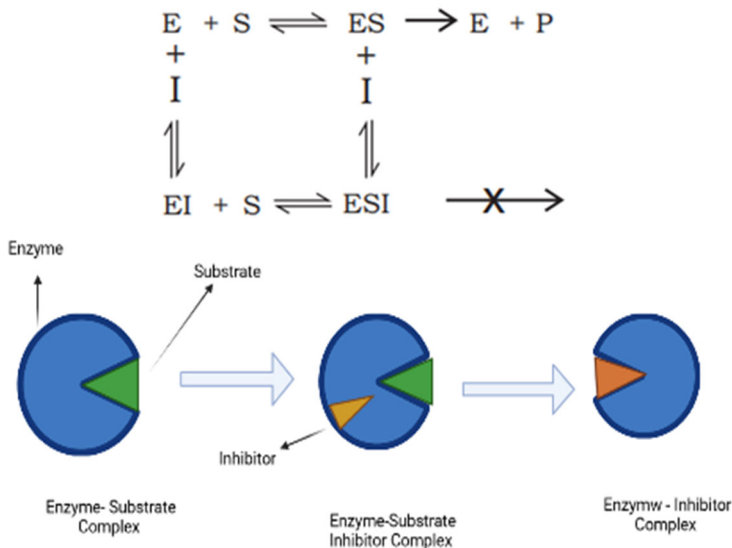 E + S ⇌ ES → E + P
+ +
I I
⇌ ⇌
EI + S ⇌ ESI —X→
Enzyme
Substrate
Inhibitor
Enzyme- Substrate
Complex
Enzyme-Substrate
Inhibitor Complex
Enzymw - Inhibitor
Complex